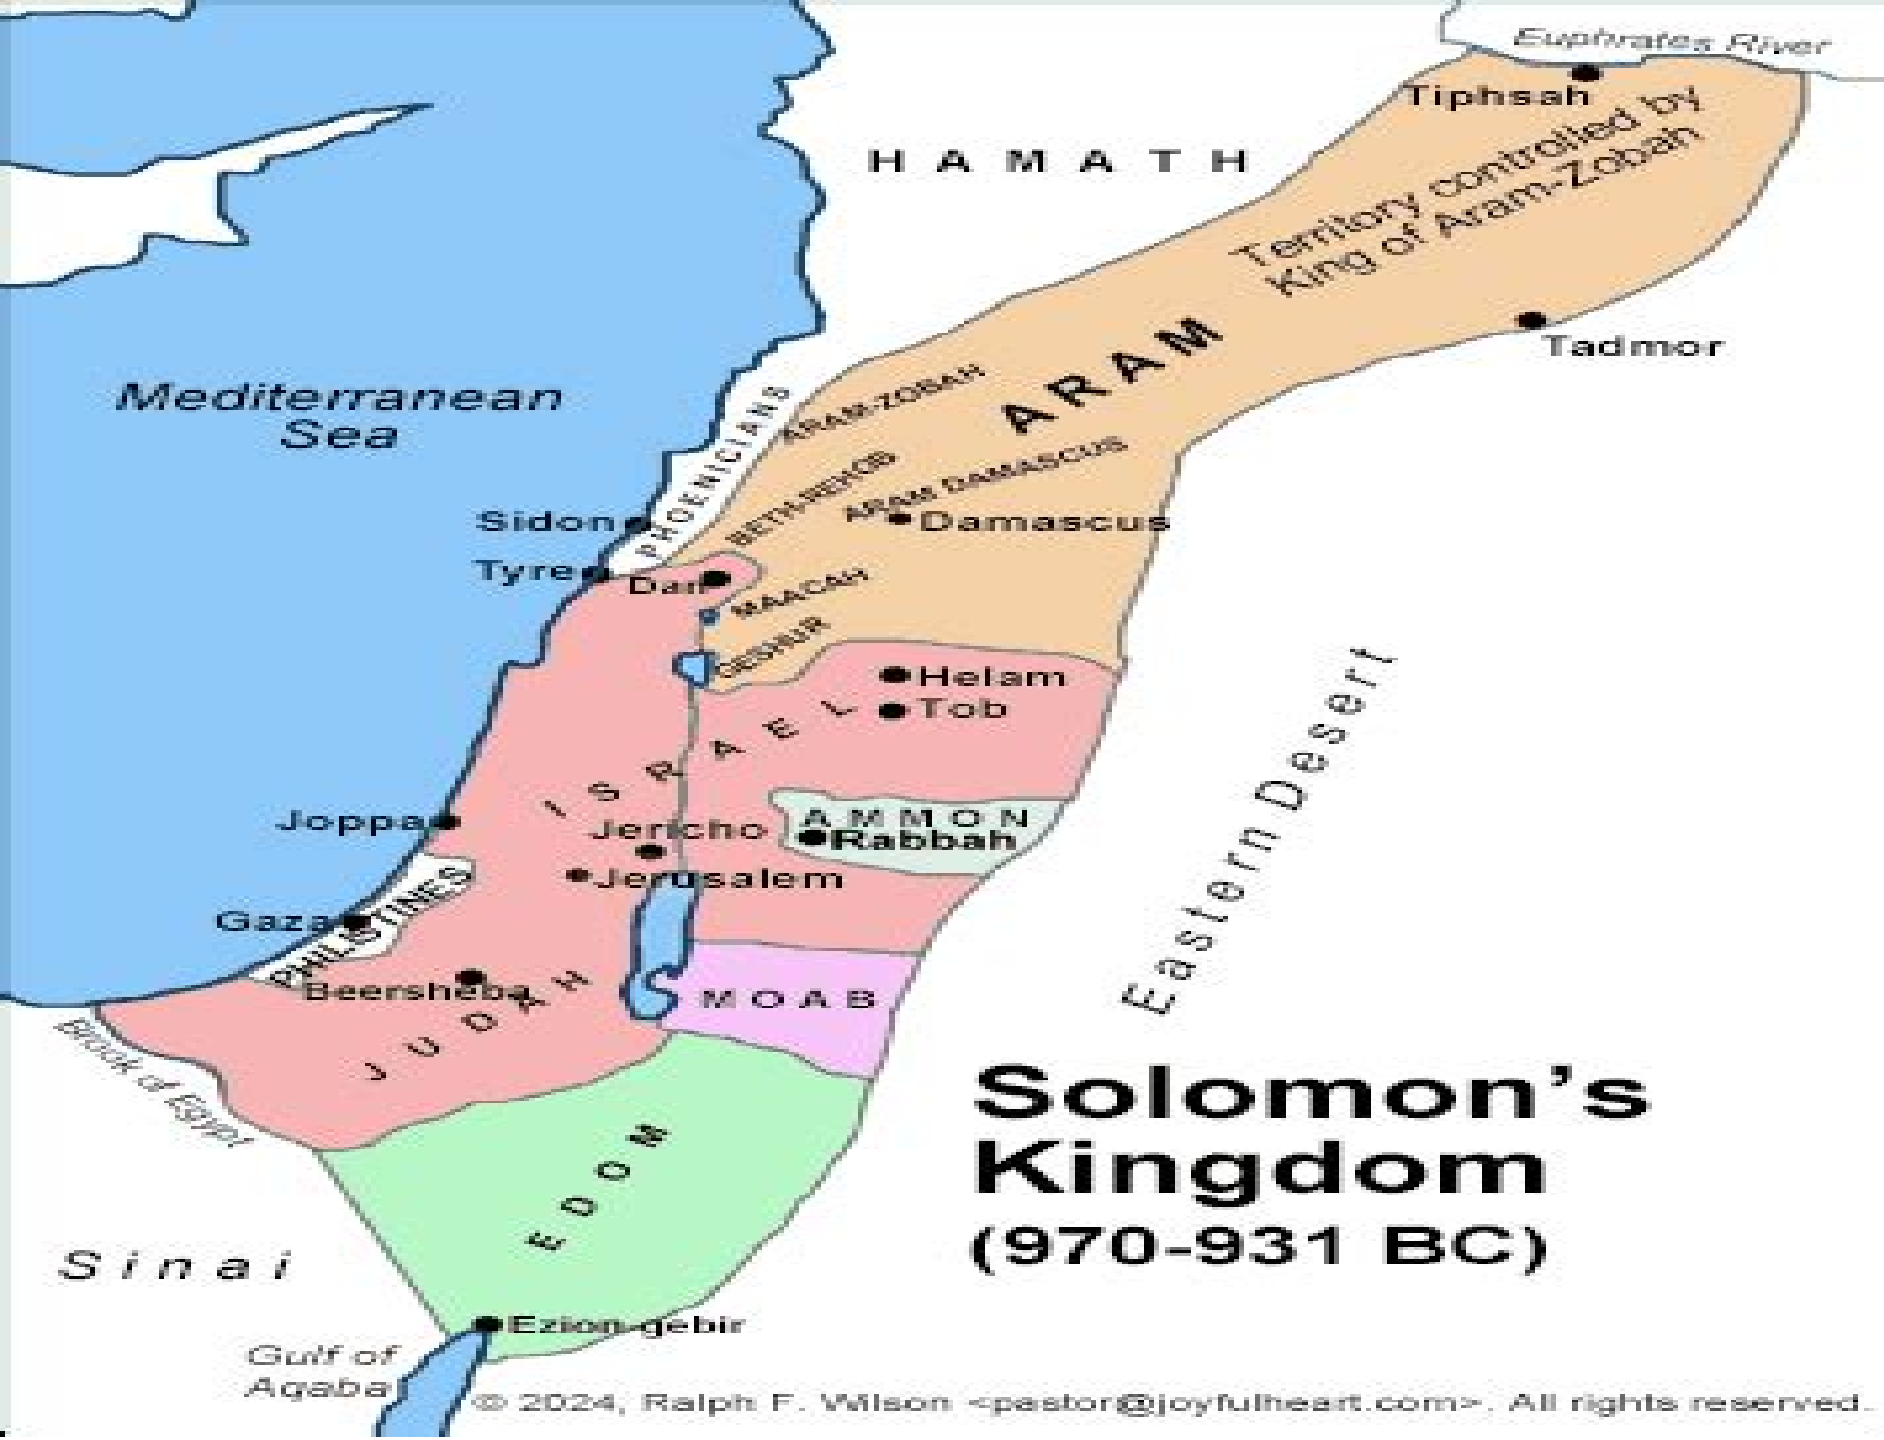 Euphrates River
Tiphsah
Territory controlled by
King of Aram-Zobah
HAMATH
Tadmor
ARAM
Mediterranean
Sea
PHOENICIANS
ARAM-ZOBAH
BETH-REHOB
ARAM DAMASCUS
Damascus
Sidon
Tyre
Dan
MAACAH
GESHUR
Helam
Tob
ISRAEL
Eastern Desert
AMMON
Rabbah
Joppa
Jericho
Jerusalem
Gaza
PHILISTINES
Beersheba
JUDAH
MOAB
Brook of Egypt
EDOM
Solomon’s
Kingdom
(970-931 BC)
Sinai
Ezion-gebir
Gulf of
Aqaba
© 2024, Ralph F. Wilson <pastor@joyfulheart.com>. All rights reserved.